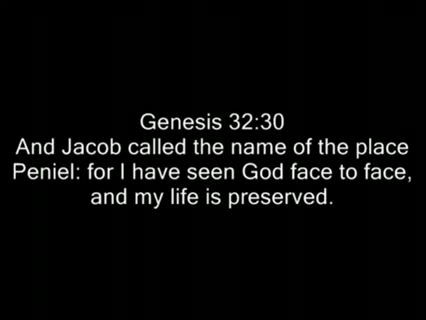 Genesis 32:30
And Jacob called the name of the place
Peniel: for I have seen God face to face,
and my life is preserved.